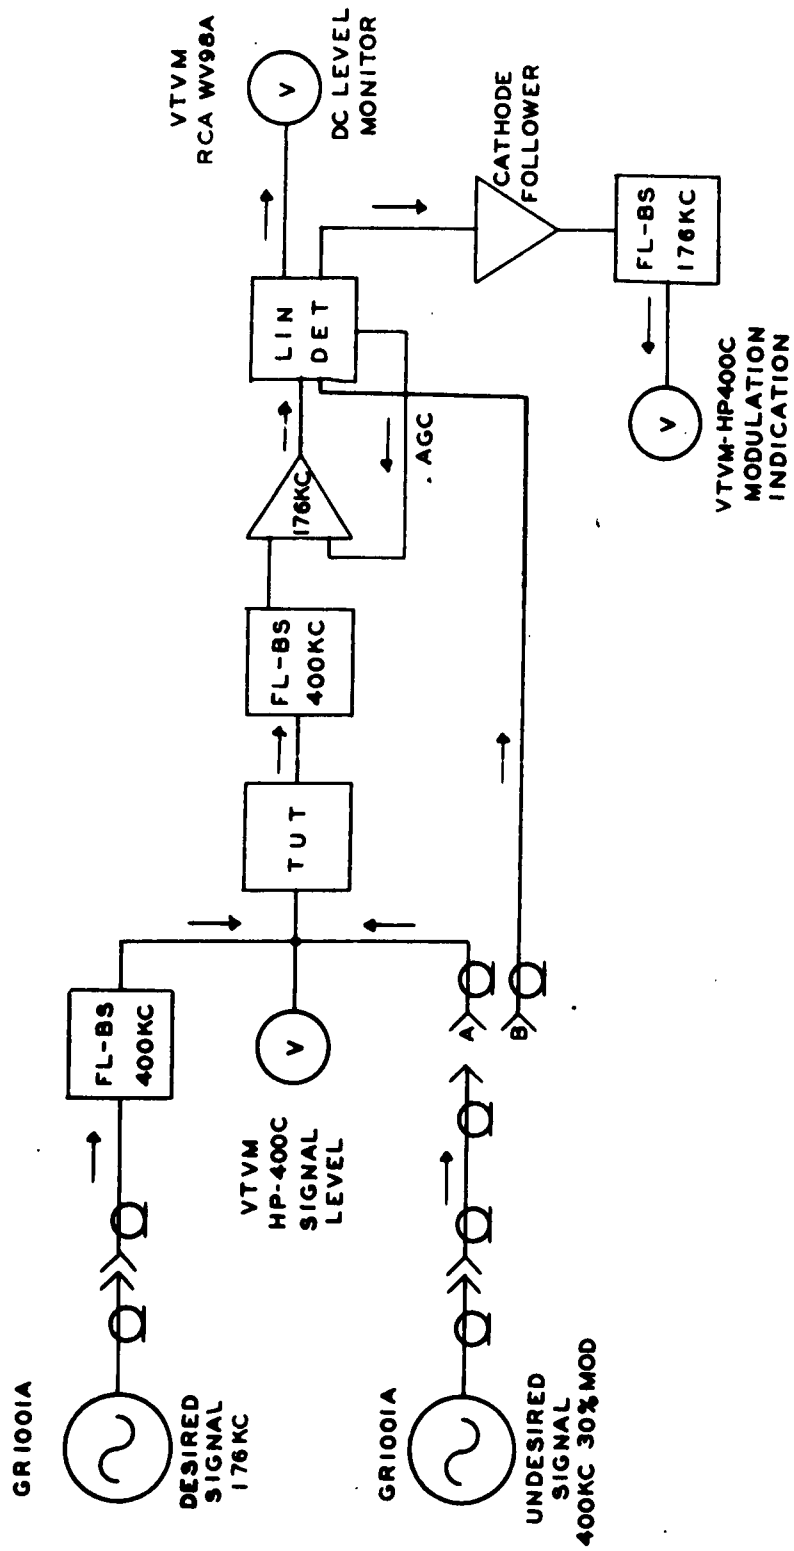 GR1001A
DESIRED
SIGNAL
176KC
FL-BS
400KC
VTVM
HP-400C
SIGNAL
LEVEL
V
GR1001A
UNDESIRED
SIGNAL
400KC 30%MOD
A
B
TUT
FL-BS
400KC
176KC
AGC
LIN
DET
VTVM
RCA WV98A
V
DC LEVEL
MONITOR
CATHODE
FOLLOWER
FL-BS
176KC
V
VTVM-HP400C
MODULATION
INDICATION